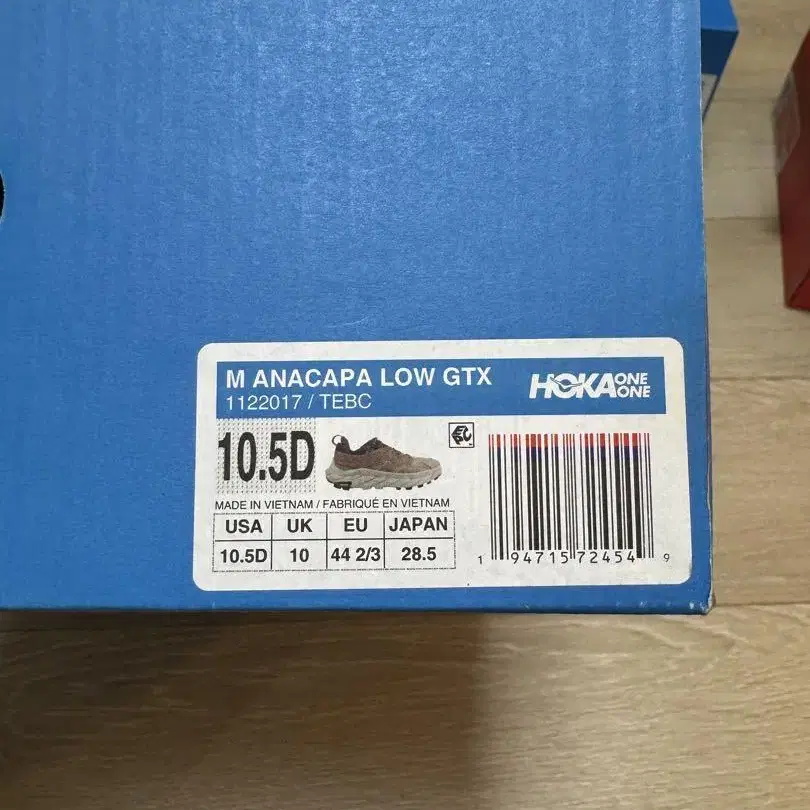 M ANACAPA LOW GTX
1122017 / TEBC
HOKA ONE ONE
10.5D
MADE IN VIETNAM / FABRIQUÉ EN VIETNAM
USA UK EU JAPAN
10.5D 10 44 2/3 28.5
1 94715 72454 9